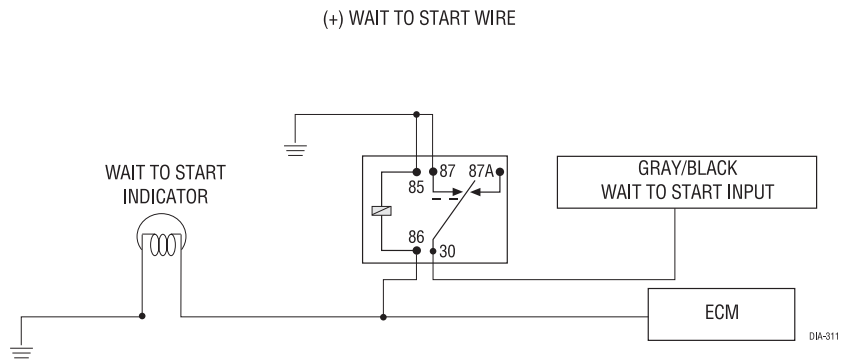 (+) WAIT TO START WIRE
WAIT TO START
INDICATOR
87
87A
85
86
30
GRAY/BLACK
WAIT TO START INPUT
ECM
DIA-311